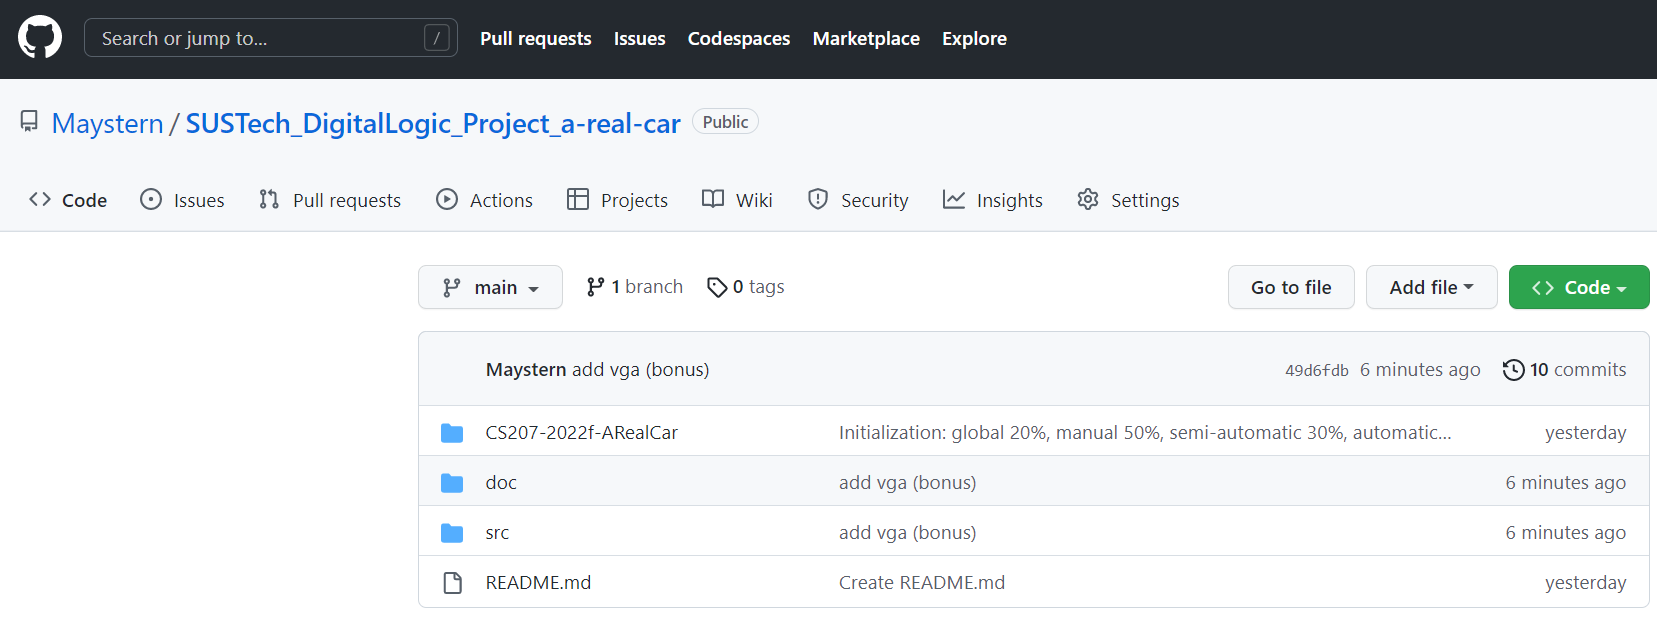 Search or jump to... / Pull requests Issues Codespaces Marketplace Explore
Maystern / SUSTech_DigitalLogic_Project_a-real-car Public
Code Issues Pull requests Actions Projects Wiki Security Insights Settings
main 1 branch 0 tags Go to file Add file Code
Maystern add vga (bonus) 49d6fdb 6 minutes ago 10 commits
CS207-2022f-ARealCar Initialization: global 20%, manual 50%, semi-automatic 30%, automatic... yesterday
doc add vga (bonus) 6 minutes ago
src add vga (bonus) 6 minutes ago
README.md Create README.md yesterday